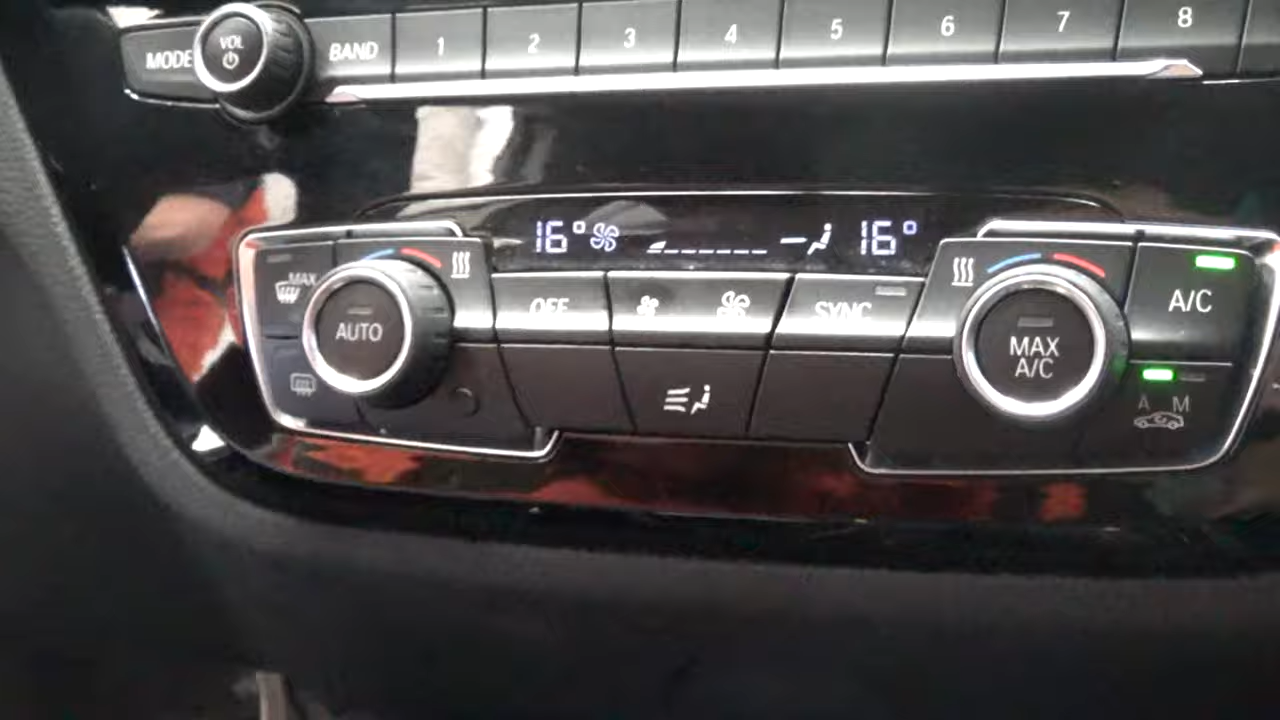 MODE VOL BAND 1 2 3 4 5 6 7 8
16° 16°
MAX AUTO OFF SYNC MAX A/C A/C
A M